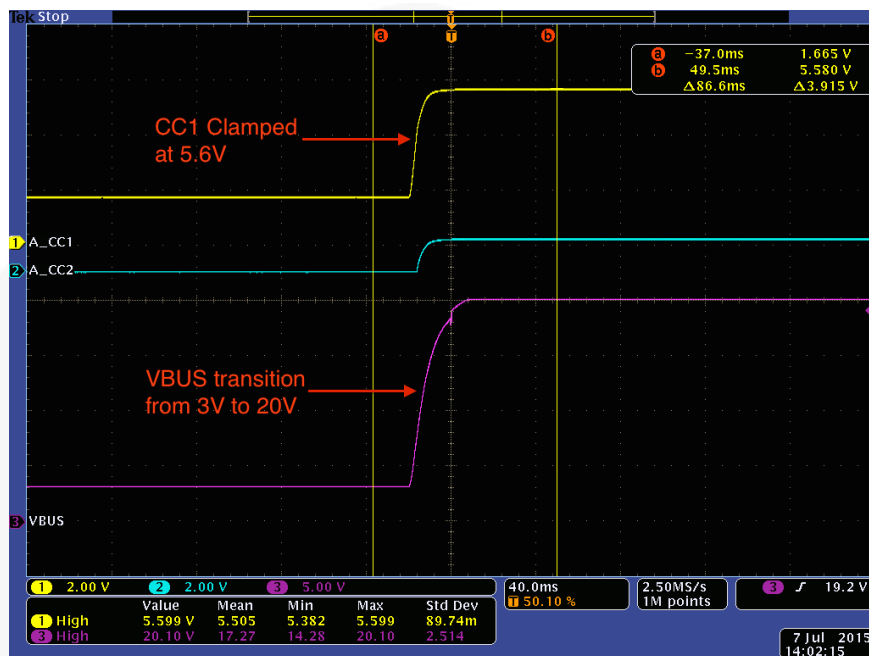 Tek Stop
T
a
T
b
a −37.0ms 1.665 V
b 49.5ms 5.580 V
Δ86.6ms Δ3.915 V
CC1 Clamped
at 5.6V
1 A_CC1
2 A_CC2
VBUS transition
from 3V to 20V
3 VBUS
1 2.00 V 2 2.00 V 3 5.00 V
40.0ms
T 50.10 %
2.50MS/s
1M points
3 19.2 V
Value Mean Min Max Std Dev
1 High 5.599 V 5.505 5.382 5.599 89.74m
3 High 20.10 V 17.27 14.28 20.10 2.514
7 Jul 2015
14:02:15